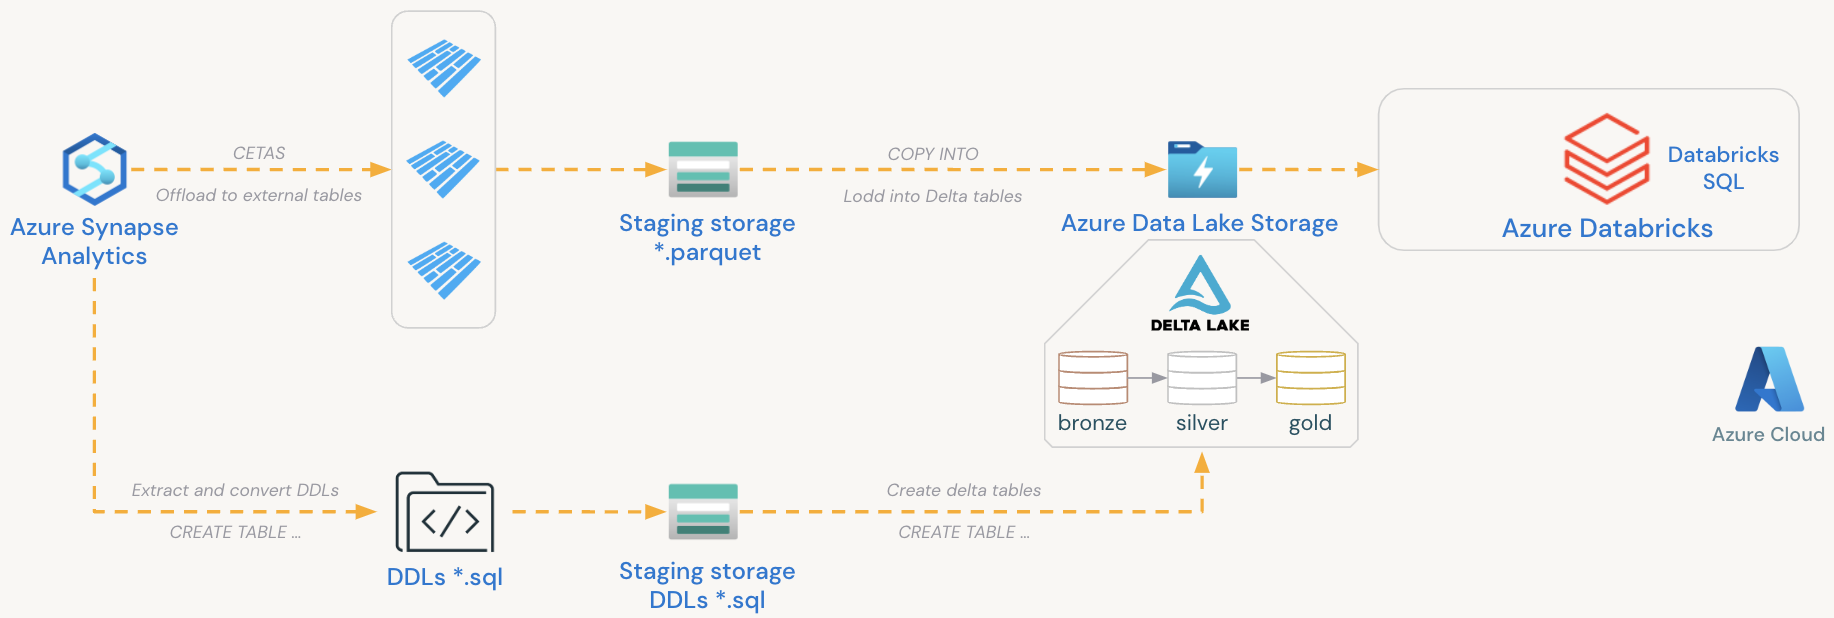 CETAS
Offload to external tables
Azure Synapse
Analytics
Staging storage
*.parquet
COPY INTO
Lodd into Delta tables
Azure Data Lake Storage
Databricks
SQL
Azure Databricks
DELTA LAKE
bronze
silver
gold
Azure Cloud
Extract and convert DDLs
CREATE TABLE ...
DDLs *.sql
Staging storage
DDLs *.sql
Create delta tables
CREATE TABLE ...